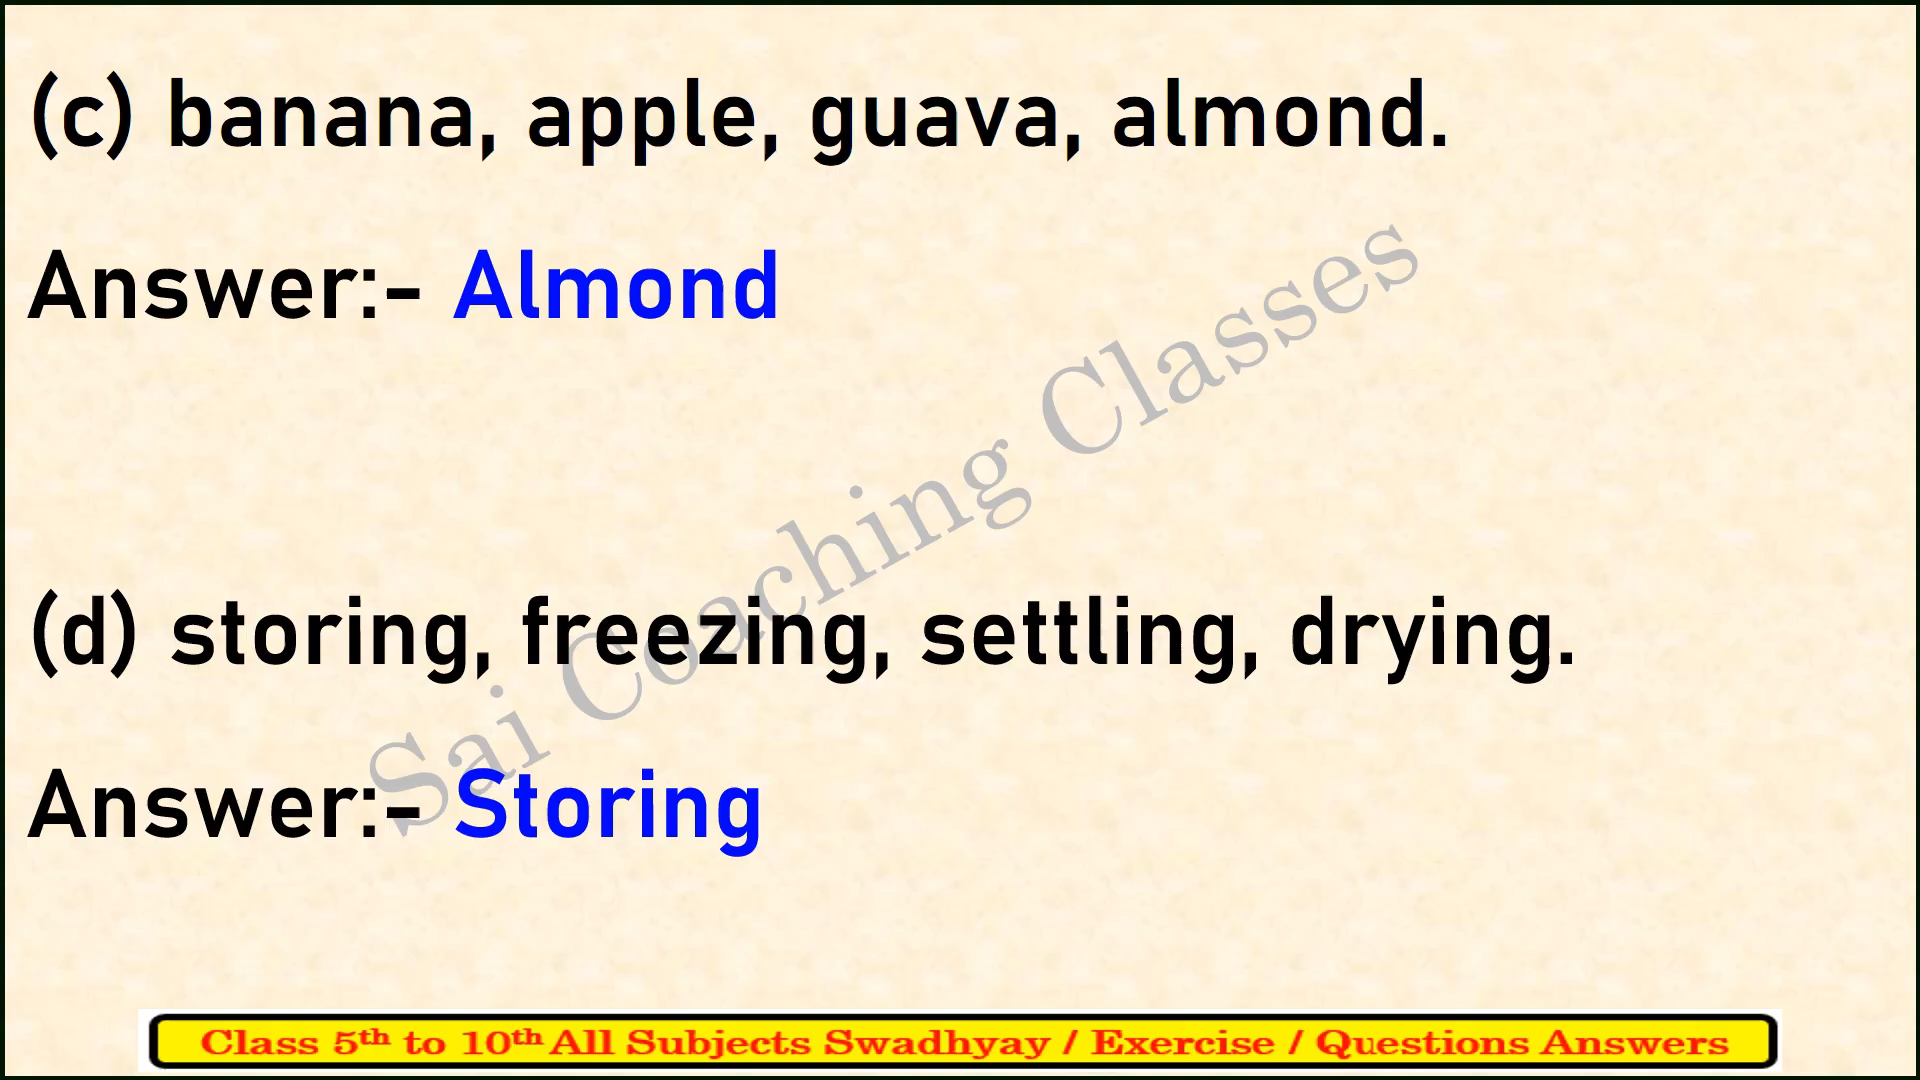 (c) banana, apple, guava, almond.
Answer:- Almond
(d) storing, freezing, settling, drying.
Answer:- Storing
Sai Coaching Classes
Class 5th to 10th All Subjects Swadhyay / Exercise / Questions Answers